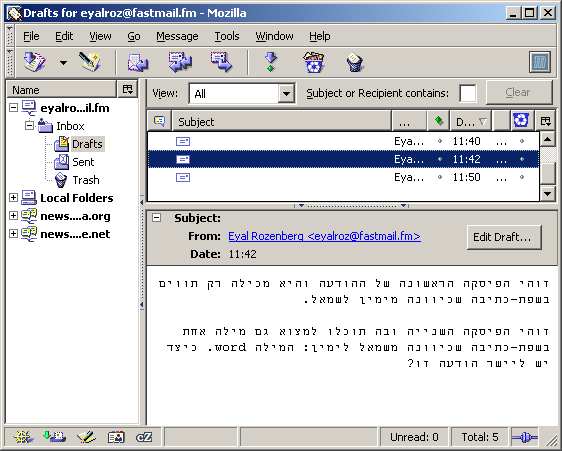 Drafts for eyalroz@fastmail.fm - Mozilla
File Edit View Go Message Tools Window Help
Name
eyalro...il.fm
Inbox
Drafts
Sent
Trash
Local Folders
news....a.org
news....e.net
View: All Subject or Recipient contains: Clear
Subject ... D... 
Eya... 11:40 ...
Eya... 11:42 ...
Eya... 11:50 ...
Subject:
From: Eyal Rozenberg <eyalroz@fastmail.fm>
Date: 11:42
Edit Draft...
זוהי הפיסקה הראשונה של ההודעה והיא מכילה רק תווים
בשפת-כתיבה שכיוונה מימין לשמאל.
זוהי הפיסקה השנייה ובה תוכלו למצוא גם מילה אחת
בשפת-כתיבה שכיוונה משמאל לימין: המילה word. כיצד
יש ליישר הודעה זו?
cZ
Unread: 0 Total: 5